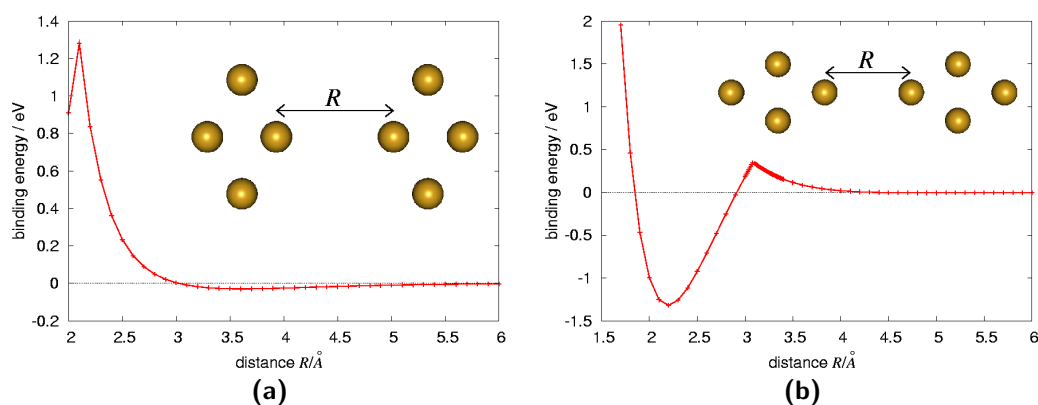 1.4
1.2
1
0.8
0.6
0.4
0.2
0
-0.2
binding energy / eV
R
2 2.5 3 3.5 4 4.5 5 5.5 6
distance R/Å
(a)
2
1.5
1
0.5
0
-0.5
-1
-1.5
binding energy / eV
R
1.5 2 2.5 3 3.5 4 4.5 5 5.5 6
distance R/Å
(b)